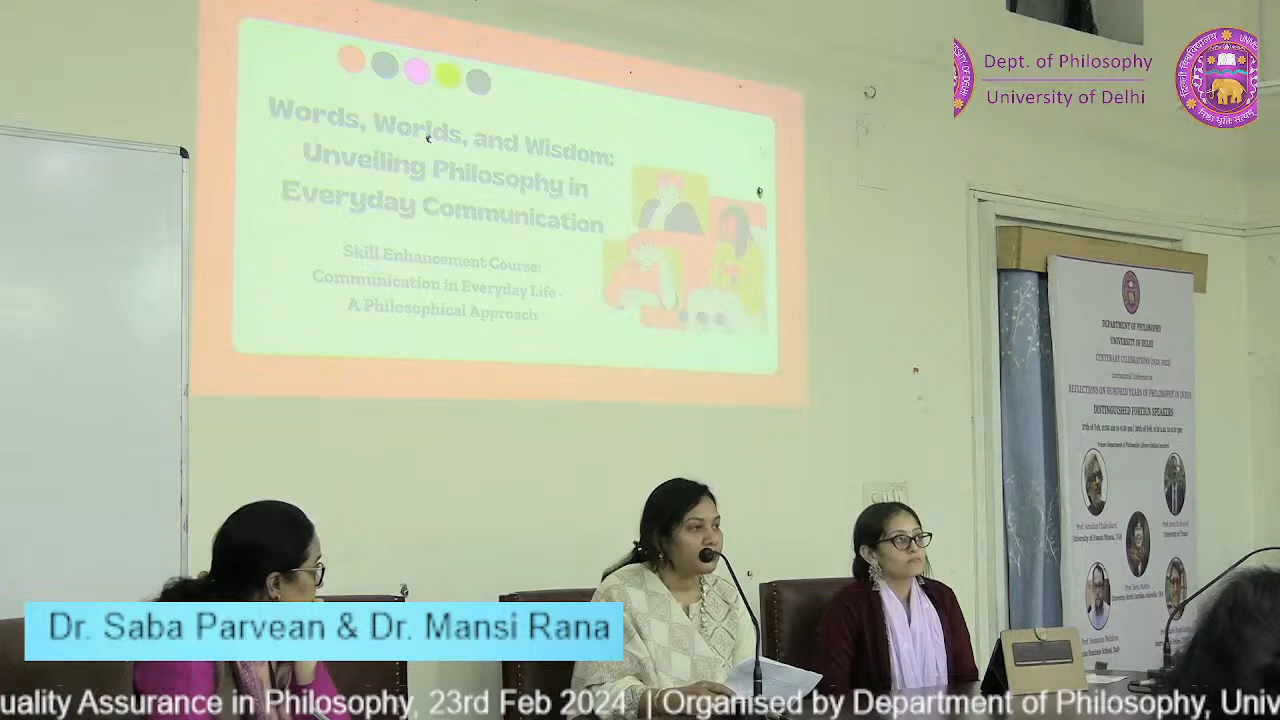 Words, Worlds, and Wisdom:
Unveiling Philosophy in
Everyday Communication
Skill Enhancement Course:
Communication in Everyday Life -
A Philosophical Approach
Dept. of Philosophy
University of Delhi
DEPARTMENT OF PHILOSOPHY
UNIVERSITY OF DELHI
CENTENARY CELEBRATIONS
International Conference on
REFLECTIONS ON HUNDRED YEARS OF PHILOSOPHY IN INDIA
DISTINGUISHED FOREIGN SPEAKERS
Dr. Saba Parvean & Dr. Mansi Rana
uality Assurance in Philosophy, 23rd Feb 2024 | Organised by Department of Philosophy, Univ